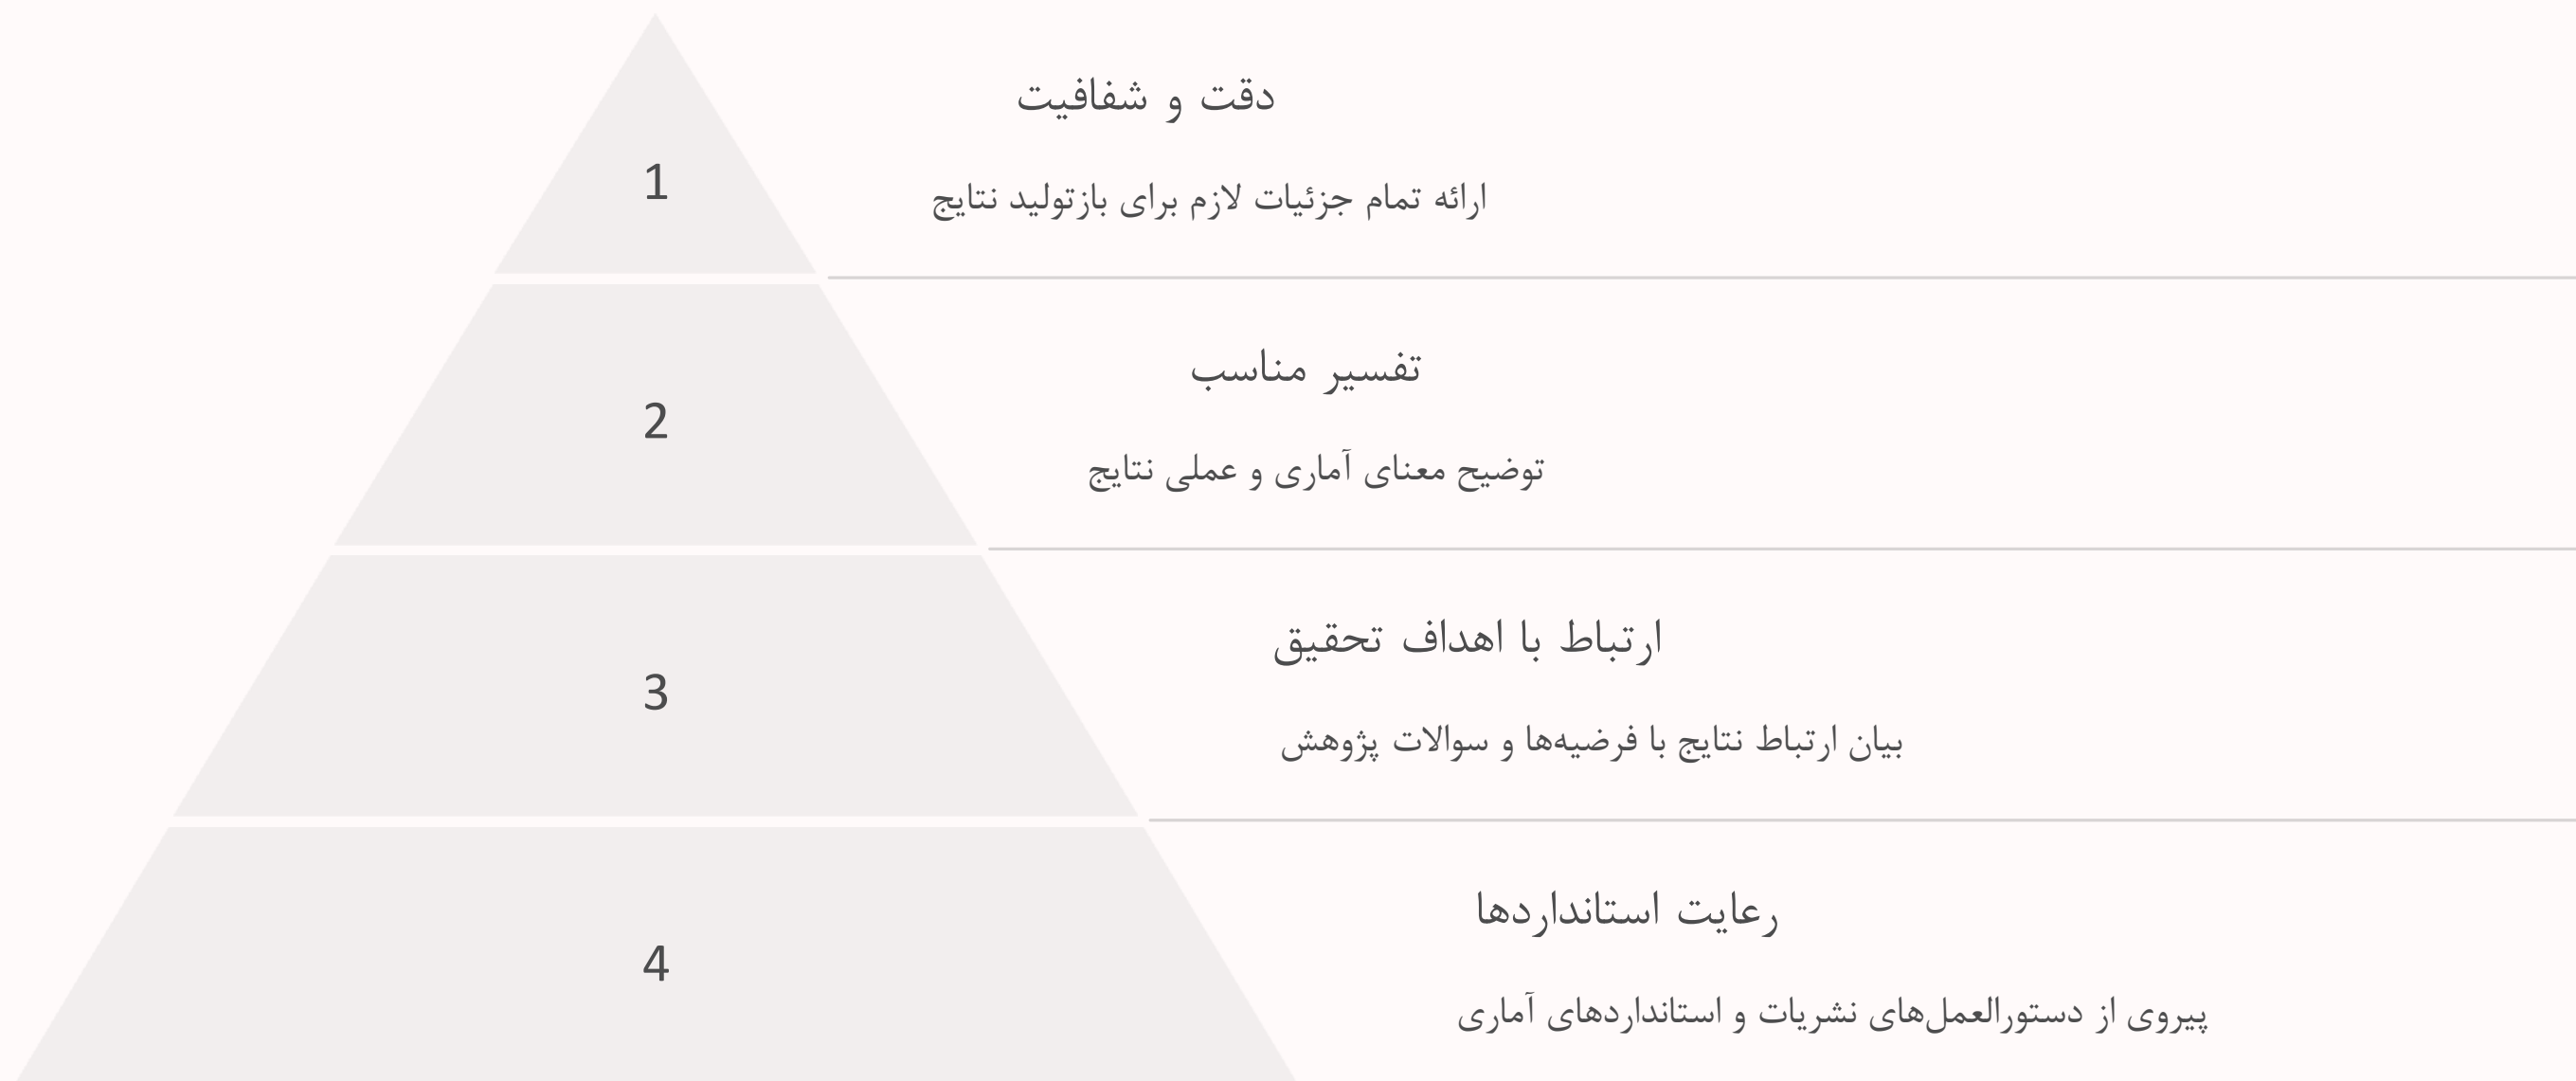 1
دقت و شفافیت
ارائه تمام جزئیات لازم برای بازتولید نتایج
2
تفسیر مناسب
توضیح معنای آماری و عملی نتایج
3
ارتباط با اهداف تحقیق
بیان ارتباط نتایج با فرضیه‌ها و سوالات پژوهش
4
رعایت استانداردها
پیروی از دستورالعمل‌های نشریات و استانداردهای آماری